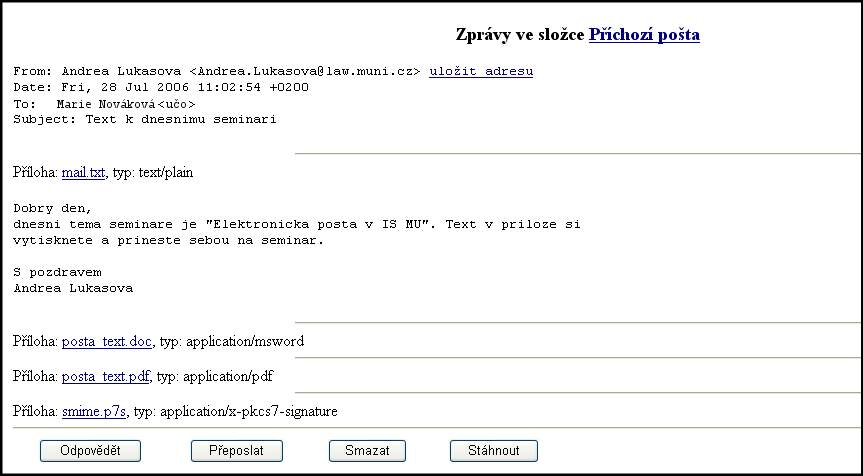 Zprávy ve složce Příchozí pošta
From: Andrea Lukasova <Andrea.Lukasova@law.muni.cz> uložit adresu
Date: Fri, 28 Jul 2006 11:02:54 +0200
To: Marie Nováková<učo>
Subject: Text k dnesnimu seminari
Příloha: mail.txt, typ: text/plain
Dobry den,
dnesni tema seminare je "Elektronicka posta v IS MU". Text v priloze si
vytisknete a prineste sebou na seminar.
S pozdravem
Andrea Lukasova
Příloha: posta_text.doc, typ: application/msword
Příloha: posta_text.pdf, typ: application/pdf
Příloha: smime.p7s, typ: application/x-pkcs7-signature
Odpovědět Přeposlat Smazat Stáhnout